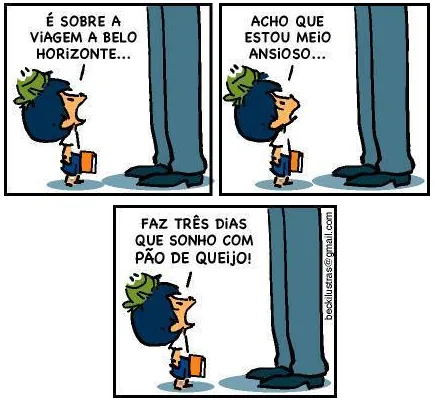 É SOBRE A
VIAGEM A BELO
HORIZONTE...
ACHO QUE
ESTOU MEIO
ANSIOSO...
FAZ TRÊS DIAS
QUE SONHO COM
PÃO DE QUEIJO!
beckilustras@gmail.com